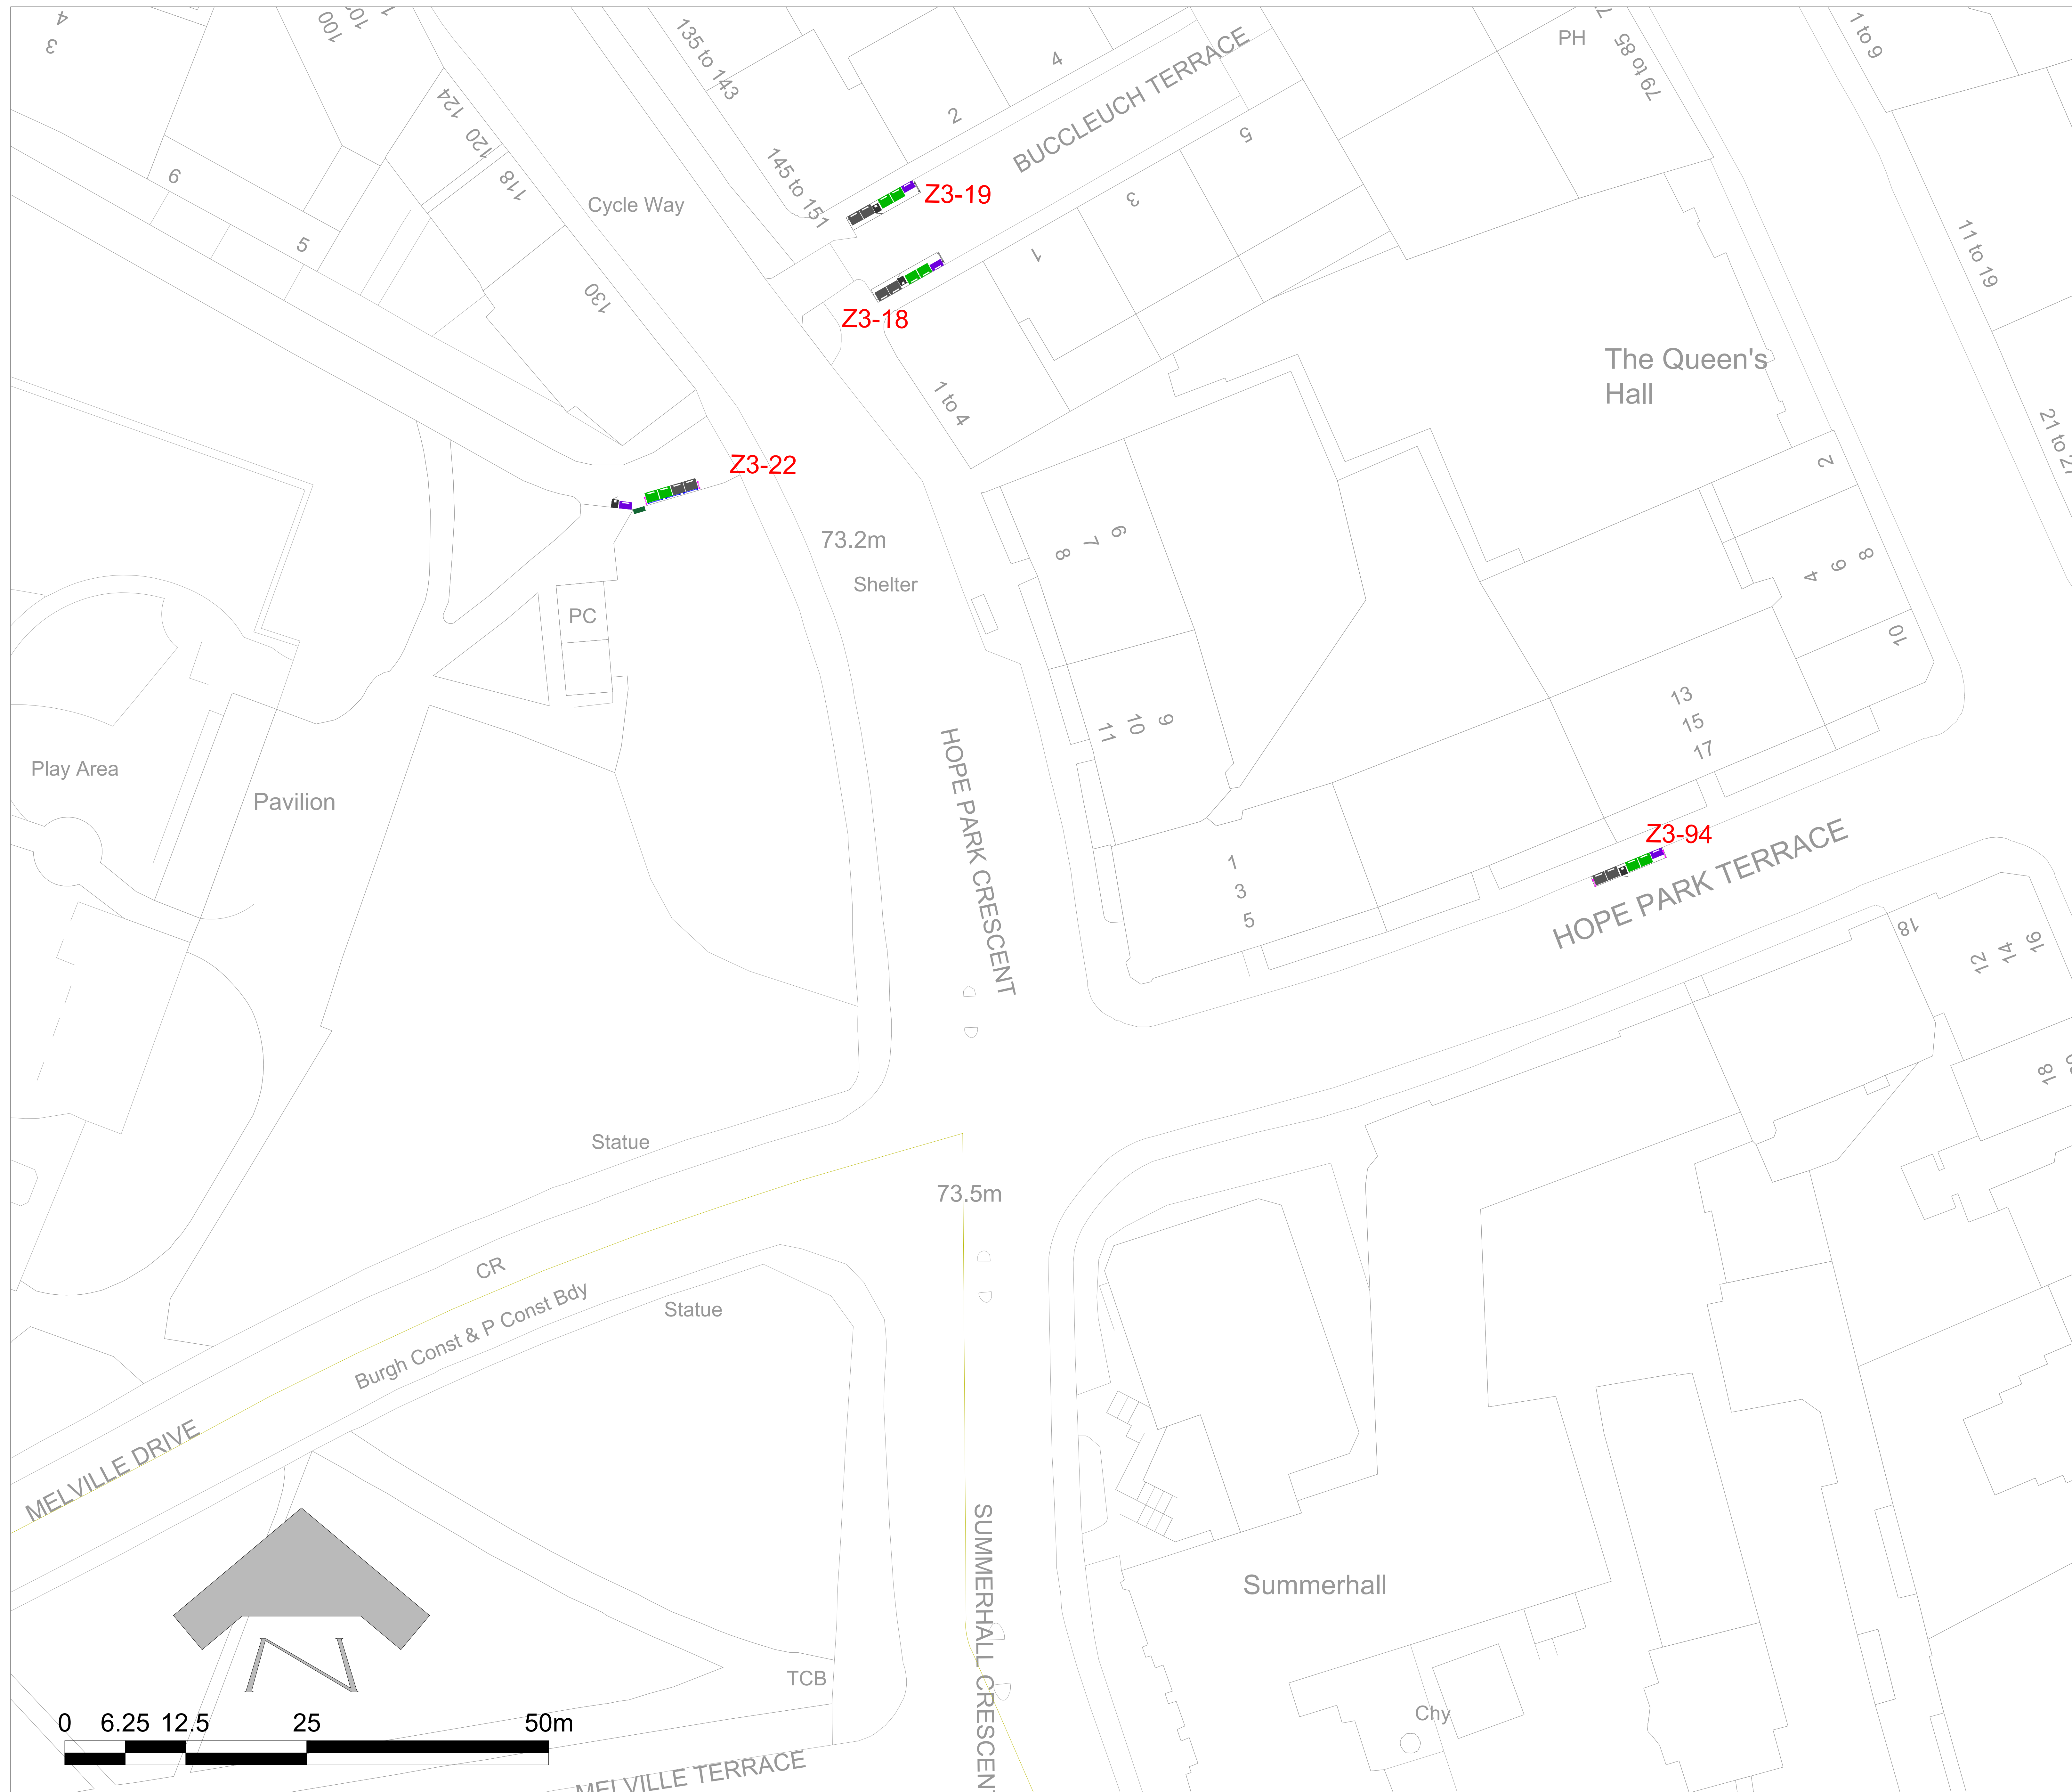 4
3
100
124
120
118
130
6
5
135 to 143
145 to 151
4
2
BUCCLEUCH TERRACE
5
3
1
PH
79 to 85
1 to 9
11 to 19
Cycle Way
Z3-19
Z3-18
1 to 4
The Queen's
Hall
Z3-22
73.2m
Shelter
PC
8
7
6
2
4
6
8
10
11
10
9
13
15
17
Play Area
Pavilion
HOPE PARK CRESCENT
Z3-94
1
3
5
HOPE PARK TERRACE
18
12
14
16
18
Statue
73.5m
CR
Burgh Const & P Const Bdy
Statue
MELVILLE DRIVE
SUMMERHALL CRESCENT
Summerhall
TCB
Chy
N
0 6.25 12.5 25 50m
MELVILLE TERRACE